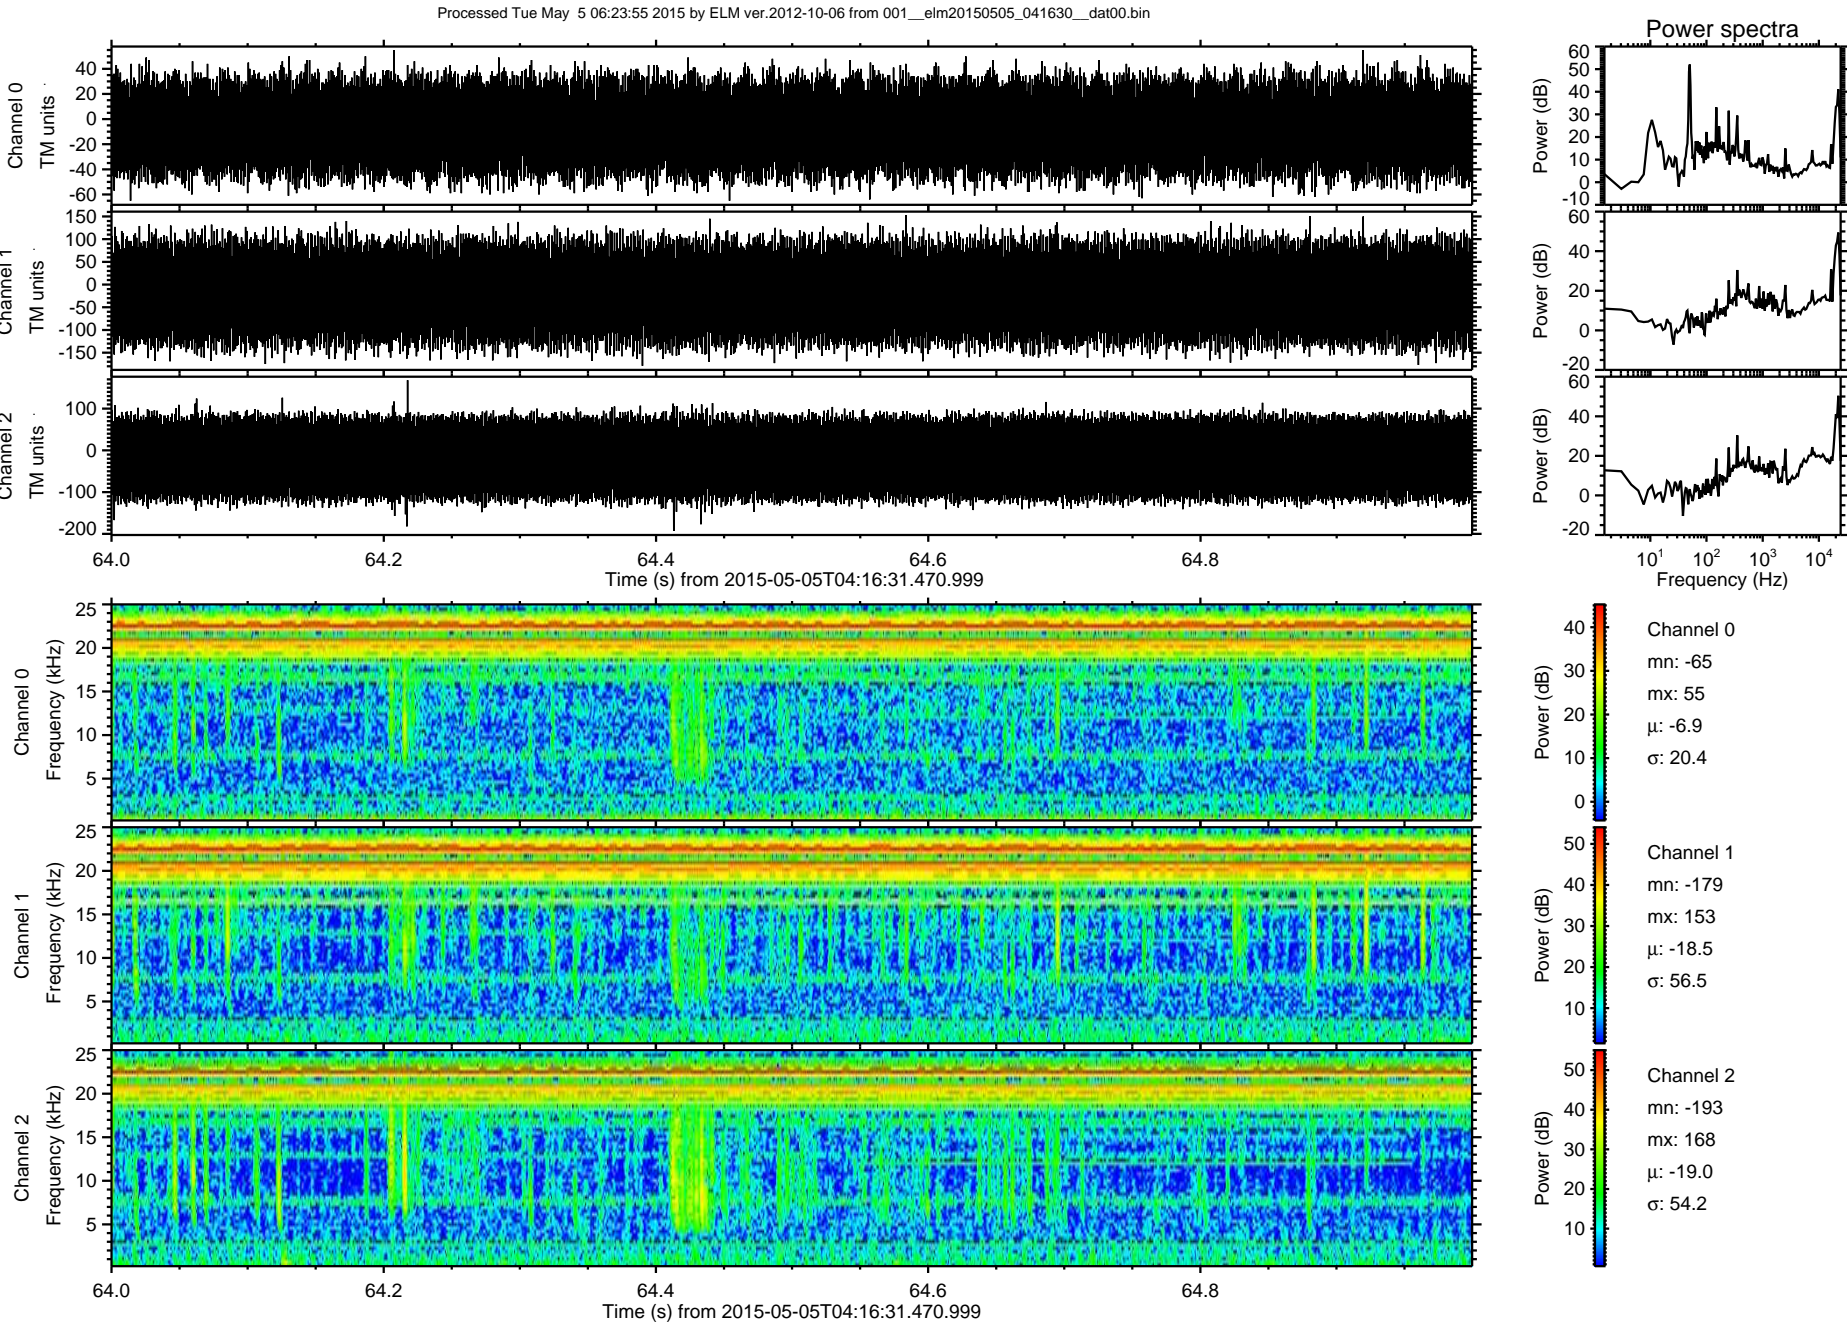 Processed Tue May  5 06:23:55 2015 by ELM ver.2012-10-06 from 001__elm20150505_041630__dat00.bin
Power spectra
Channel 0
TM units
40
20
0
-20
-40
-60
Power (dB)
60
50
40
30
20
10
0
-10
Channel 1
TM units
150
100
50
0
-50
-100
-150
Power (dB)
60
40
20
0
-20
Channel 2
TM units
100
0
-100
-200
Power (dB)
60
40
20
0
-20
64.0 64.2 64.4 64.6 64.8
Time (s) from 2015-05-05T04:16:31.470.999
10¹ 10² 10³ 10⁴
Frequency (Hz)
Channel 0
Frequency (kHz)
25
20
15
10
5
Power (dB)
40
30
20
10
0
Channel 0
mn: -65
mx: 55
μ: -6.9
σ: 20.4
Channel 1
Frequency (kHz)
25
20
15
10
5
Power (dB)
50
40
30
20
10
Channel 1
mn: -179
mx: 153
μ: -18.5
σ: 56.5
Channel 2
Frequency (kHz)
25
20
15
10
5
Power (dB)
50
40
30
20
10
Channel 2
mn: -193
mx: 168
μ: -19.0
σ: 54.2
64.0 64.2 64.4 64.6 64.8
Time (s) from 2015-05-05T04:16:31.470.999